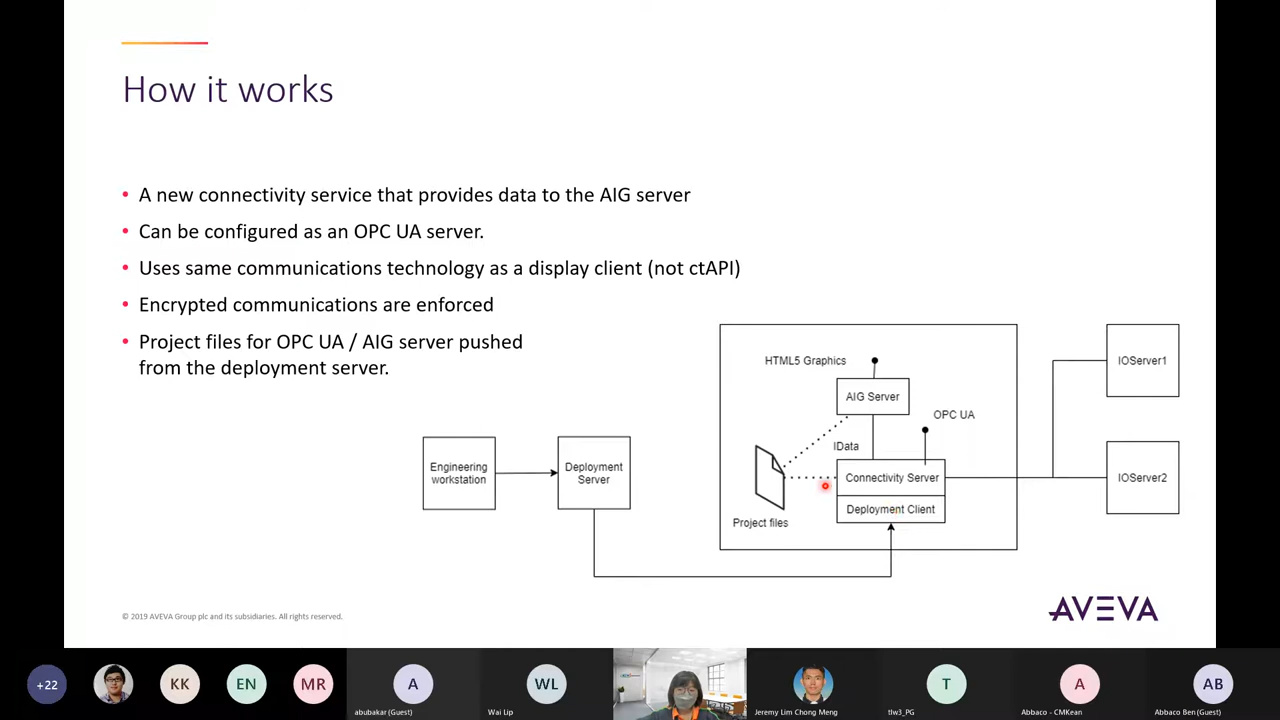 How it works
• A new connectivity service that provides data to the AIG server
• Can be configured as an OPC UA server.
• Uses same communications technology as a display client (not ctAPI)
• Encrypted communications are enforced
• Project files for OPC UA / AIG server pushed
from the deployment server.
HTML5 Graphics
AIG Server
OPC UA
IData
Connectivity Server
Deployment Client
Project files
IOServer1
IOServer2
Engineering
workstation
Deployment
Server
© 2019 AVEVA Group plc and its subsidiaries. All rights reserved.
AVEVA
+22
KK
EN
MR
A
abubakar (Guest)
WL
Wai Lip
Jeremy Lim Chong Meng
T
tlw3_PG
A
Abbaco - CMKean
AB
Abbaco Ben (Guest)